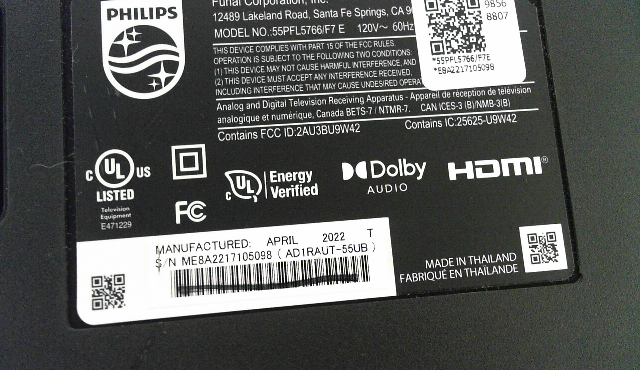 PHILIPS
Funai Corporation, Inc.
12489 Lakeland Road, Santa Fe Springs, CA 90
MODEL NO.:55PFL5766/F7 E 120V~ 60Hz
THIS DEVICE COMPLIES WITH PART 15 OF THE FCC RULES.
OPERATION IS SUBJECT TO THE FOLLOWING TWO CONDITIONS:
(1) THIS DEVICE MAY NOT CAUSE HARMFUL INTERFERENCE, AND
(2) THIS DEVICE MUST ACCEPT ANY INTERFERENCE RECEIVED,
INCLUDING INTERFERENCE THAT MAY CAUSE UNDESIRED OPERA
Analog and Digital Television Receiving Apparatus - Appareil de réception de télévision
analogique et numérique, Canada BETS-7 / NTMR-7. CAN ICES-3 (B)/NMB-3(B)
Contains FCC ID:2AU3BU9W42 Contains IC:25625-U9W42
9856
8607
*55PFL5766/F7E
*E8A2217105098
C UL US
LISTED
Television
Equipment
E471229
FC
C UL Energy
Verified
Dolby
AUDIO
HDMI®
MANUFACTURED: APRIL 2022 T
S/N ME8A2217105098 ( AD1RAUT-55UB )
MADE IN THAILAND
FABRIQUÉ EN THAÏLANDE